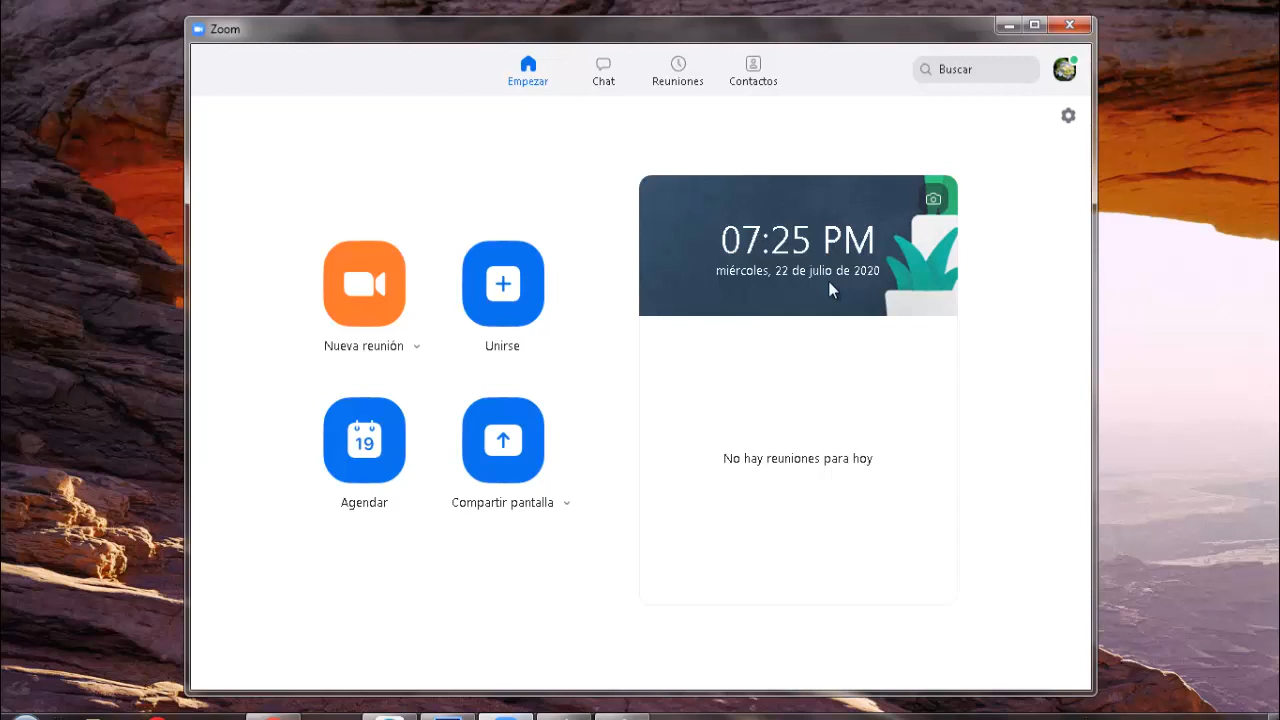 Zoom
Empezar
Chat
Reuniones
Contactos
Buscar
07:25 PM
miércoles, 22 de julio de 2020
Nueva reunión
Unirse
19
Agendar
Compartir pantalla
No hay reuniones para hoy